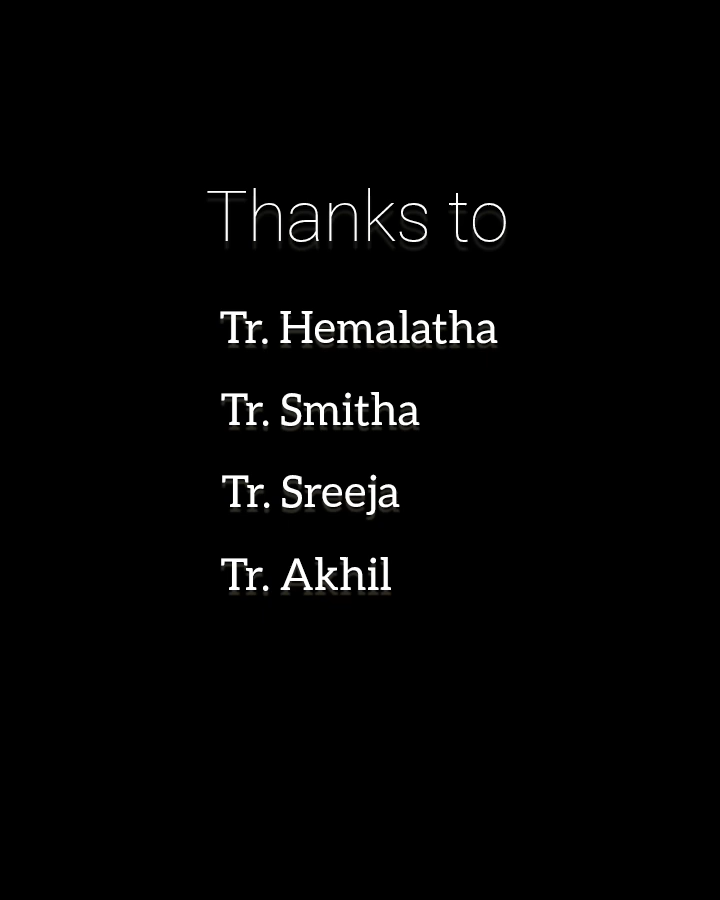 Thanks to
Tr. Hemalatha
Tr. Smitha
Tr. Sreeja
Tr. Akhil